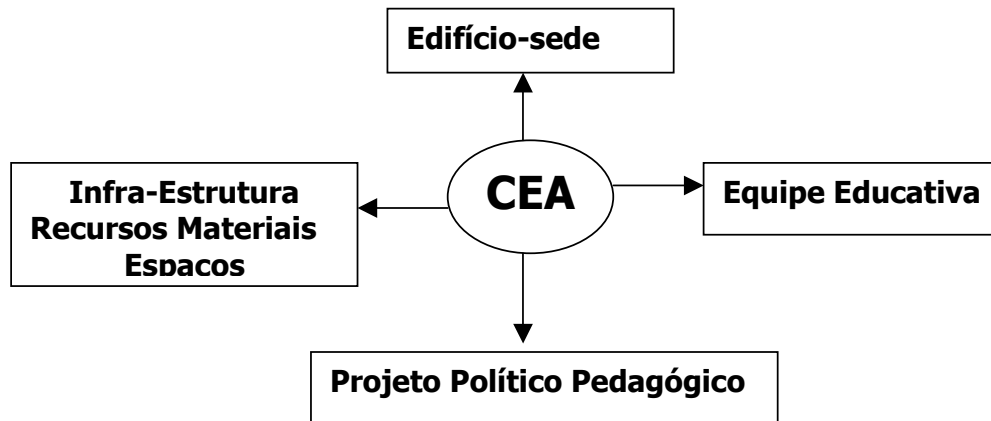 Edifício-sede
CEA
Infra-Estrutura
Recursos Materiais
Espaços
Equipe Educativa
Projeto Político Pedagógico